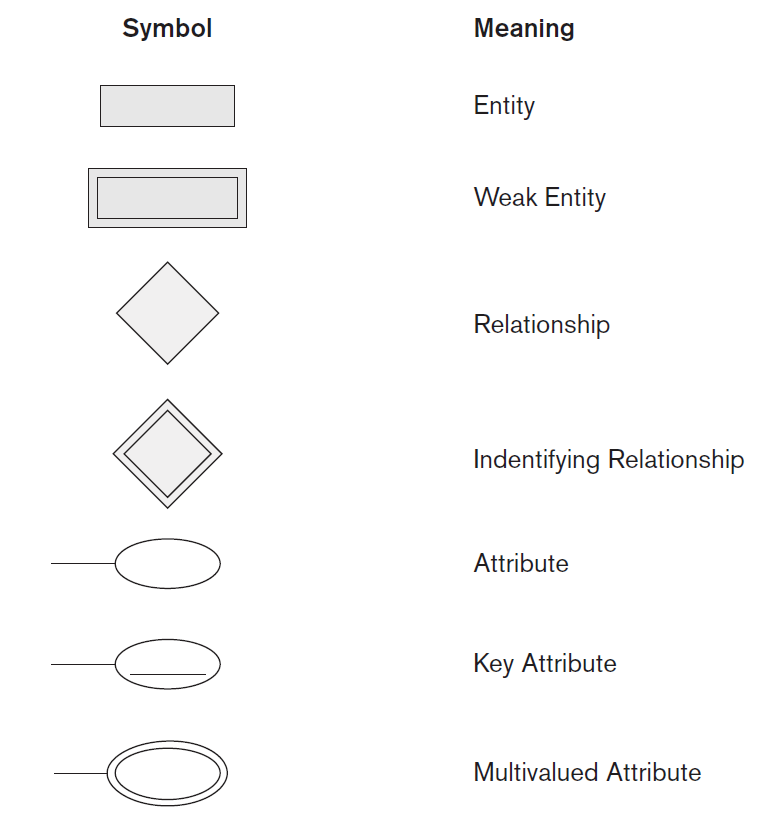 Symbol Meaning
Entity
Weak Entity
Relationship
Indentifying Relationship
Attribute
Key Attribute
Multivalued Attribute